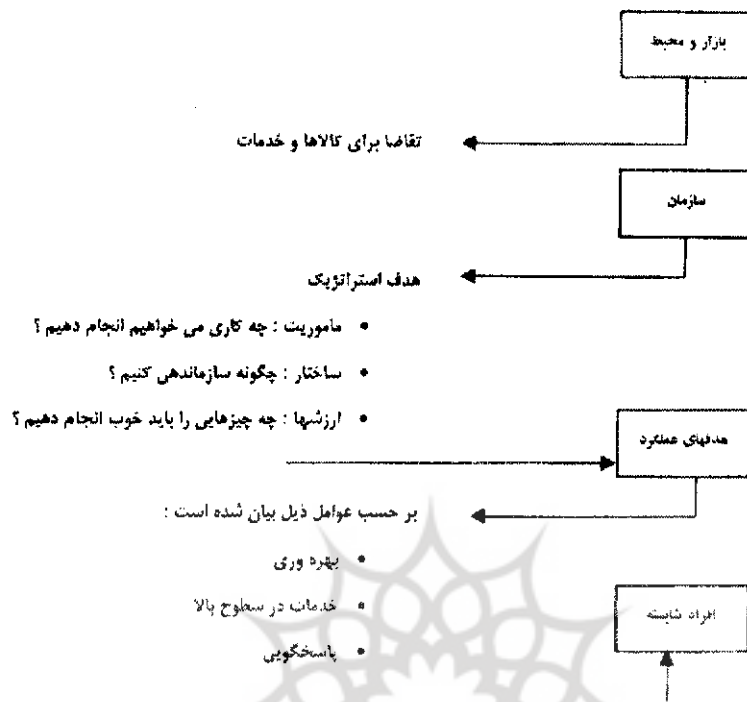 بازار و محیط
تقاضا برای کالاها و خدمات
سازمان
هدف استراتژیک
• ماموریت : چه کاری می خواهیم انجام دهیم ؟
• ساختار : چگونه سازماندهی کنیم ؟
• ارزشها : چه چیزهایی را باید خوب انجام دهیم ؟
هدفهای عملکرد
بر حسب عوامل ذیل بیان شده است :
• بهره وری
• خدمات در سطوح بالا
• پاسخگویی
افراد شایسته